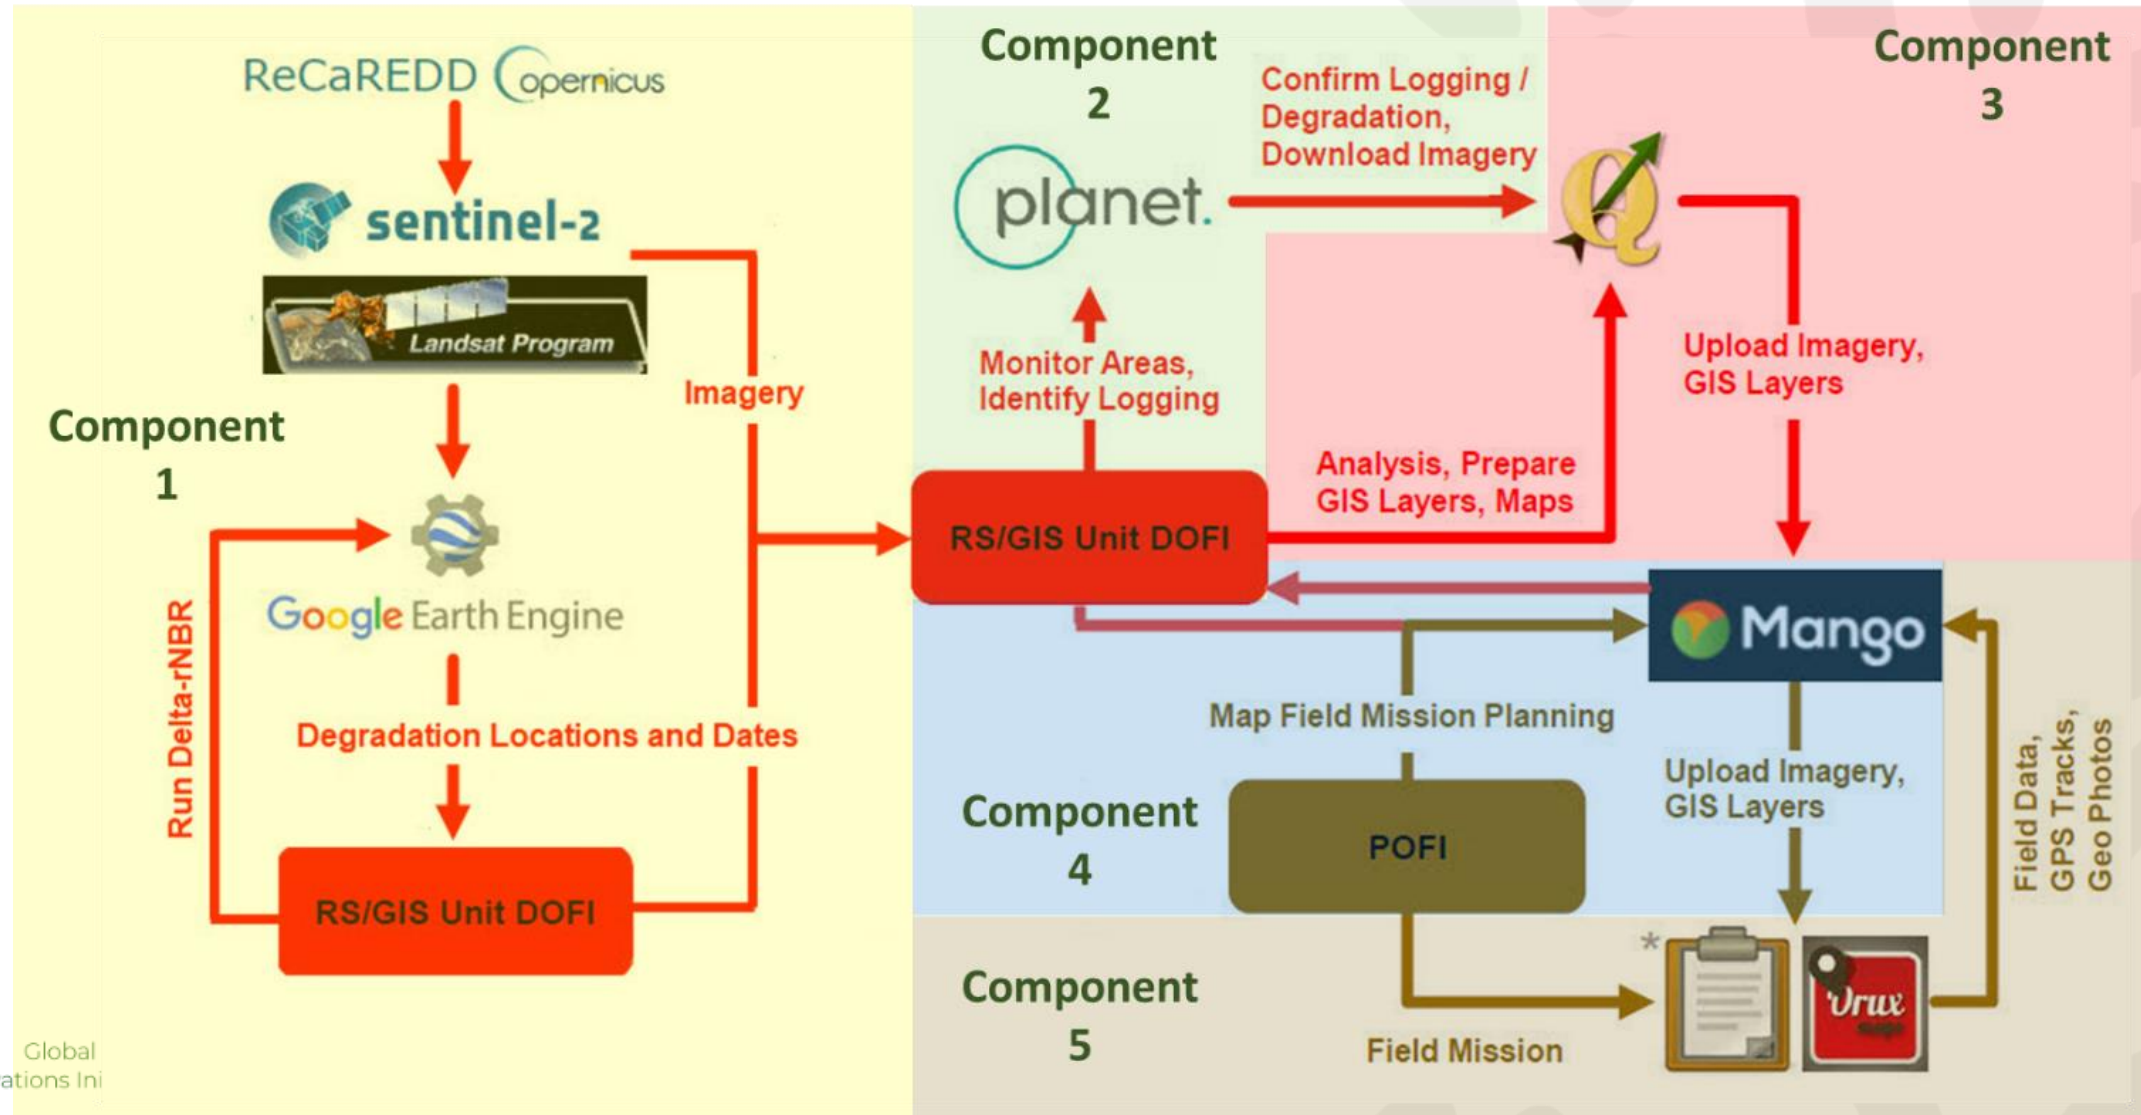 ReCaREDD Copernicus
sentinel-2
Landsat Program
Imagery
Component
1
Google Earth Engine
Run Delta-rNBR
Degradation Locations and Dates
RS/GIS Unit DOFI
Component
2
Confirm Logging /
Degradation,
Download Imagery
planet.
Monitor Areas,
Identify Logging
RS/GIS Unit DOFI
Component
3
Q
Upload Imagery,
GIS Layers
Analysis, Prepare
GIS Layers, Maps
Mango
Map Field Mission Planning
Upload Imagery,
GIS Layers
Component
4
POFI
Field Data,
GPS Tracks,
Geo Photos
Component
5
*
Orux
Field Mission
Global
ations Ini